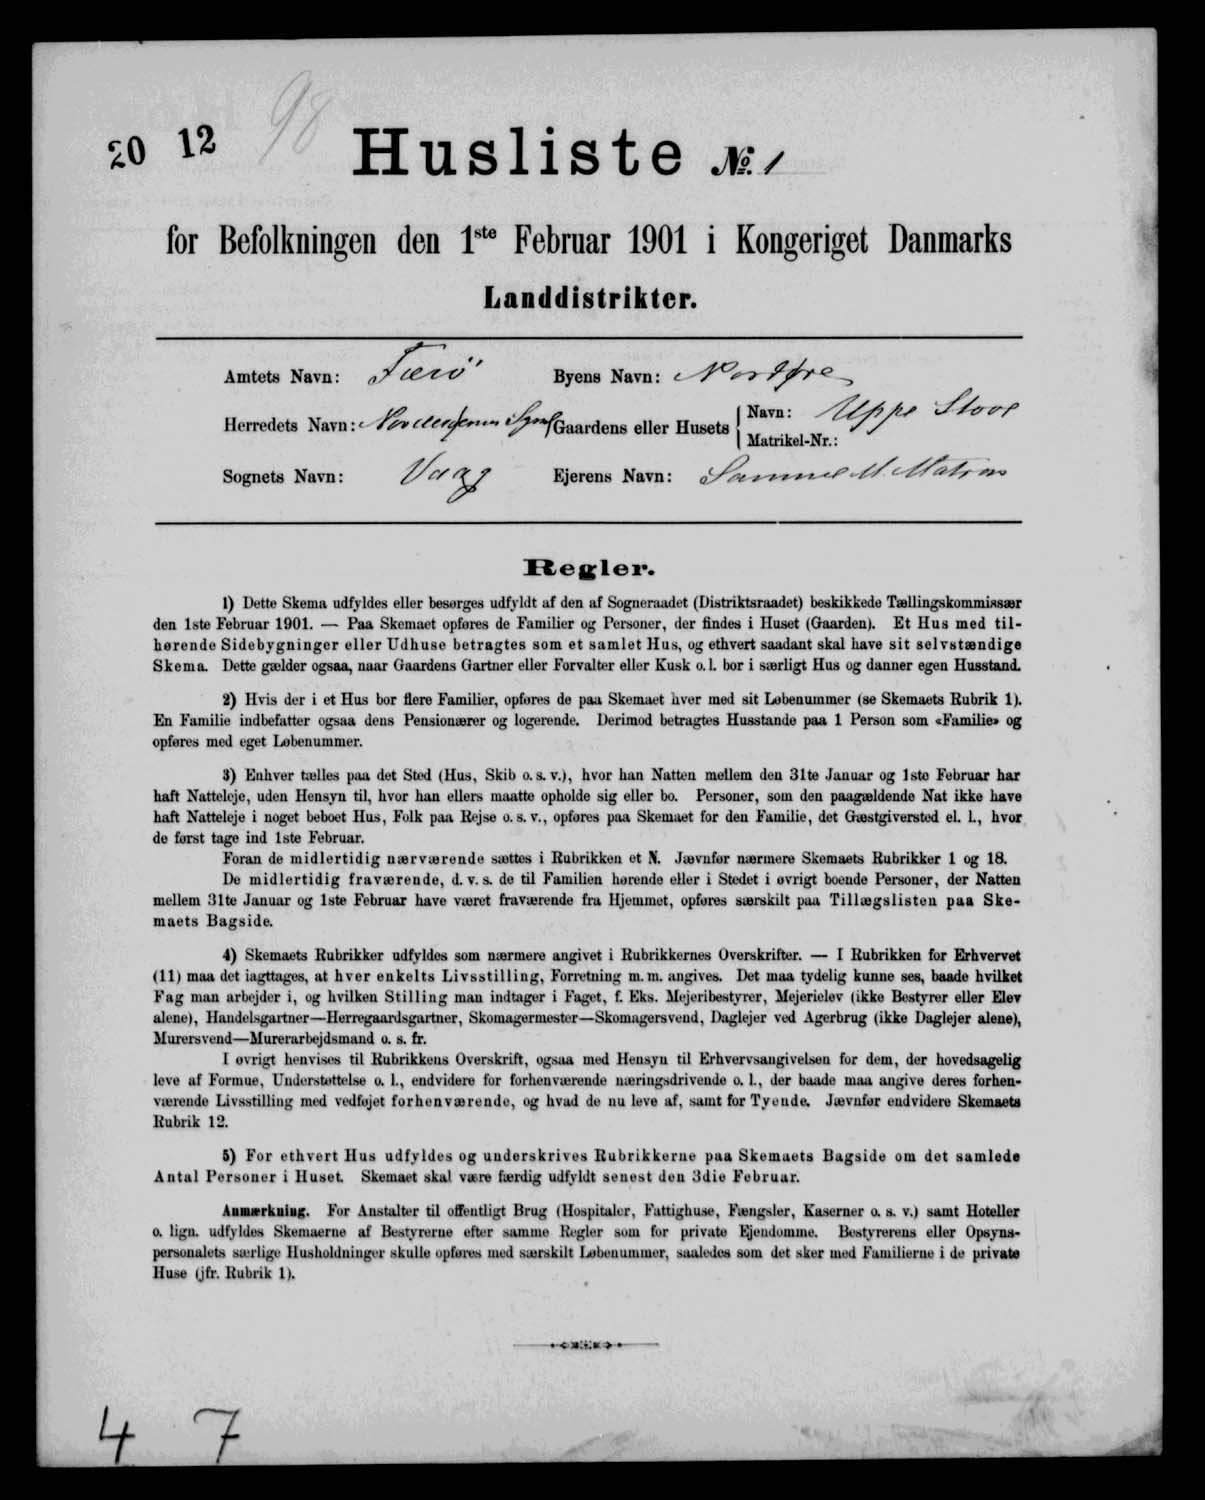 20 12 98
Husliste No. 1
for Befolkningen den 1ste Februar 1901 i Kongeriget Danmarks
Landdistrikter.
Amtets Navn: Færö Byens Navn: Nordøre
Herredets Navn: Norderøernes Syssel Gaardens eller Husets Navn: Uppe Stove
Matrikel-Nr.:
Sognets Navn: Vaag Ejerens Navn: Samuel M. Matras
Regler.
1) Dette Skema udfyldes eller besørges udfyldt af den af Sogneraadet (Distriktsraadet) beskikkede Tællingskommissær
den 1ste Februar 1901. — Paa Skemaet opføres de Familier og Personer, der findes i Huset (Gaarden). Et Hus med til-
hørende Sidebygninger eller Udhuse betragtes som et samlet Hus, og ethvert saadant skal have sit selvstændige
Skema. Dette gælder ogsaa, naar Gaardens Gartner eller Forvalter eller Kusk o. l. bor i særligt Hus og danner egen Husstand.
2) Hvis der i et Hus bor flere Familier, opføres de paa Skemaet hver med sit Løbenummer (se Skemaets Rubrik 1).
En Familie indbefatter ogsaa dens Pensionærer og logerende. Derimod betragtes Husstande paa 1 Person som «Familie» og
opføres med eget Løbenummer.
3) Enhver tælles paa det Sted (Hus, Skib o. s. v.), hvor han Natten mellem den 31te Januar og 1ste Februar har
haft Natteleje, uden Hensyn til, hvor han ellers maatte opholde sig eller bo. Personer, som den paagældende Nat ikke have
haft Natteleje i noget beboet Hus, Folk paa Rejse o. s. v., opføres paa Skemaet for den Familie, det Gæstgiversted el. l., hvor
de først tage ind 1ste Februar.
Foran de midlertidig nærværende sættes i Rubrikken et N. Jævnfør nærmere Skemaets Rubrikker 1 og 18.
De midlertidig fraværende, d. v. s. de til Familien hørende eller i Stedet i øvrigt boende Personer, der Natten
mellem 31te Januar og 1ste Februar have været fraværende fra Hjemmet, opføres særskilt paa Tillægslisten paa Ske-
maets Bagside.
4) Skemaets Rubrikker udfyldes som nærmere angivet i Rubrikkernes Overskrifter. — I Rubrikken for Erhvervet
(11) maa det iagttages, at hver enkelts Livsstilling, Forretning m. m. angives. Det maa tydelig kunne ses, baade hvilket
Fag man arbejder i, og hvilken Stilling man indtager i Faget, f. Eks. Mejeribestyrer, Mejerielev (ikke Bestyrer eller Elev
alene), Handelsgartner—Herregaardsgartner, Skomagermester—Skomagersvend, Daglejer ved Agerbrug (ikke Daglejer alene),
Murersvend—Murerarbejdsmand o. s. fr.
I øvrigt henvises til Rubrikkens Overskrift, ogsaa med Hensyn til Erhvervsangivelsen for dem, der hovedsagelig
leve af Formue, Understøttelse o. l., endvidere for forhenværende næringsdrivende o. l., der baade maa angive deres forhen-
værende Livsstilling med vedføjet forhenværende, og hvad de nu leve af, samt for Tyende. Jævnfør endvidere Skemaets
Rubrik 12.
5) For ethvert Hus udfyldes og underskrives Rubrikkerne paa Skemaets Bagside om det samlede
Antal Personer i Huset. Skemaet skal være færdig udfyldt senest den 3die Februar.
Anmærkning. For Anstalter til offentligt Brug (Hospitaler, Fattighuse, Fængsler, Kaserner o. s. v.) samt Hoteller
o. lign. udfyldes Skemaerne af Bestyrerne efter samme Regler som for private Ejendomme. Bestyrerens eller Opsyns-
personalets særlige Husholdninger skulle opføres med særskilt Løbenummer, saaledes som det sker med Familierne i de private
Huse (jfr. Rubrik 1).
4 7